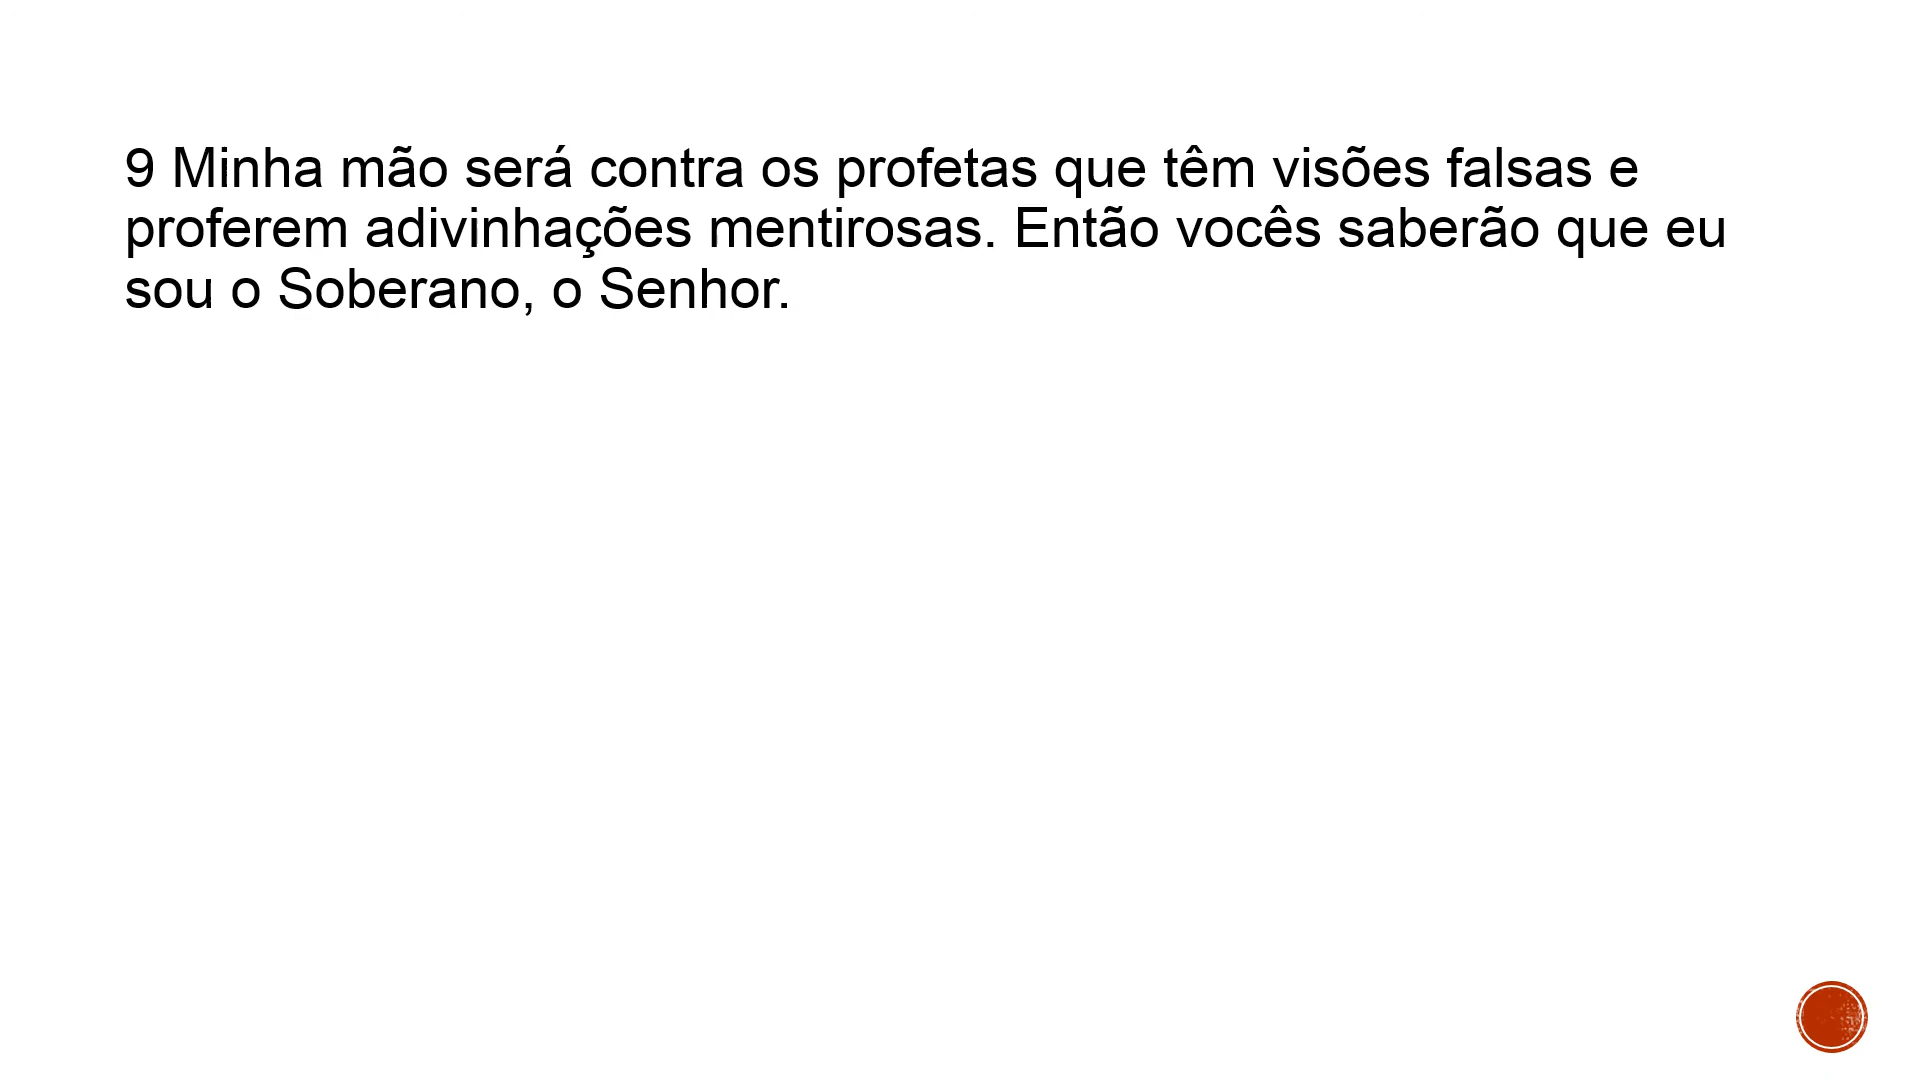 9 Minha mão será contra os profetas que têm visões falsas e
proferem adivinhações mentirosas. Então vocês saberão que eu
sou o Soberano, o Senhor.